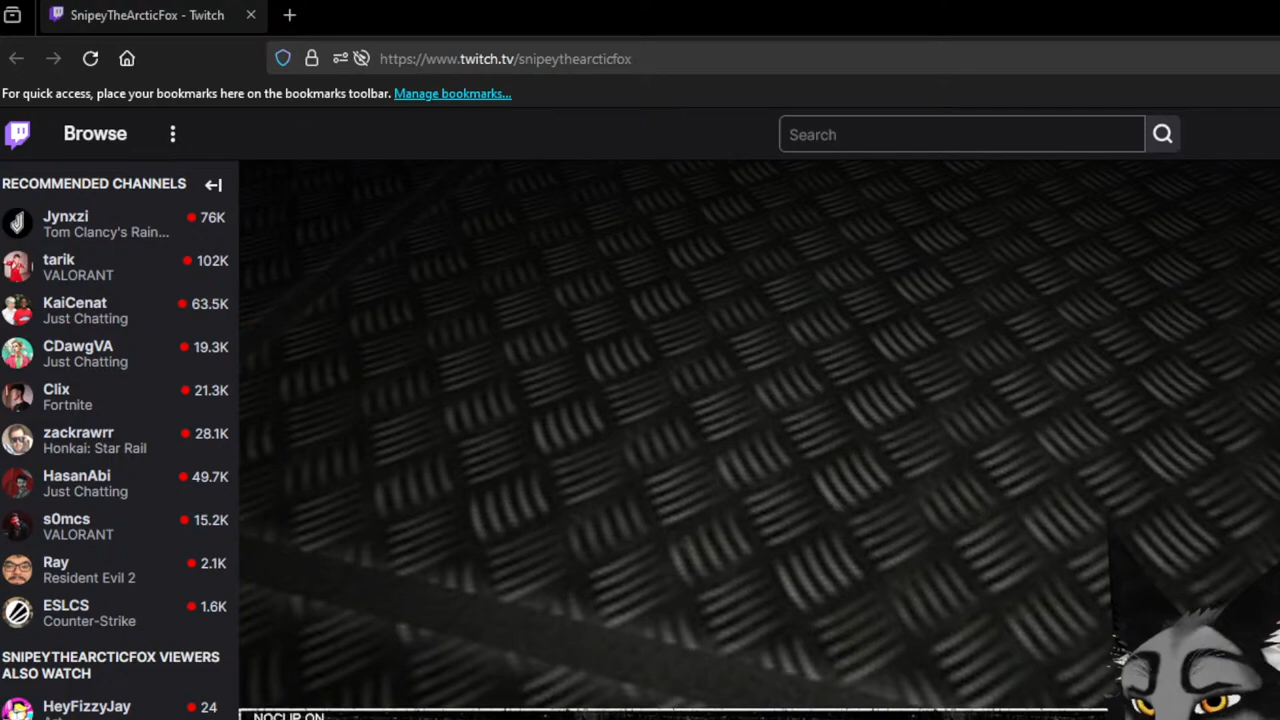 SnipeyTheArcticFox - Twitch
https://www.twitch.tv/snipeythearcticfox
For quick access, place your bookmarks here on the bookmarks toolbar. Manage bookmarks...
Browse
Search
RECOMMENDED CHANNELS
Jynxzi 76K
Tom Clancy's Rain...
tarik 102K
VALORANT
KaiCenat 63.5K
Just Chatting
CDawgVA 19.3K
Just Chatting
Clix 21.3K
Fortnite
zackrawrr 28.1K
Honkai: Star Rail
HasanAbi 49.7K
Just Chatting
s0mcs 15.2K
VALORANT
Ray 2.1K
Resident Evil 2
ESLCS 1.6K
Counter-Strike
SNIPEYTHEARCTICFOX VIEWERS
ALSO WATCH
HeyFizzyJay 24
Art
NOCLIP ON